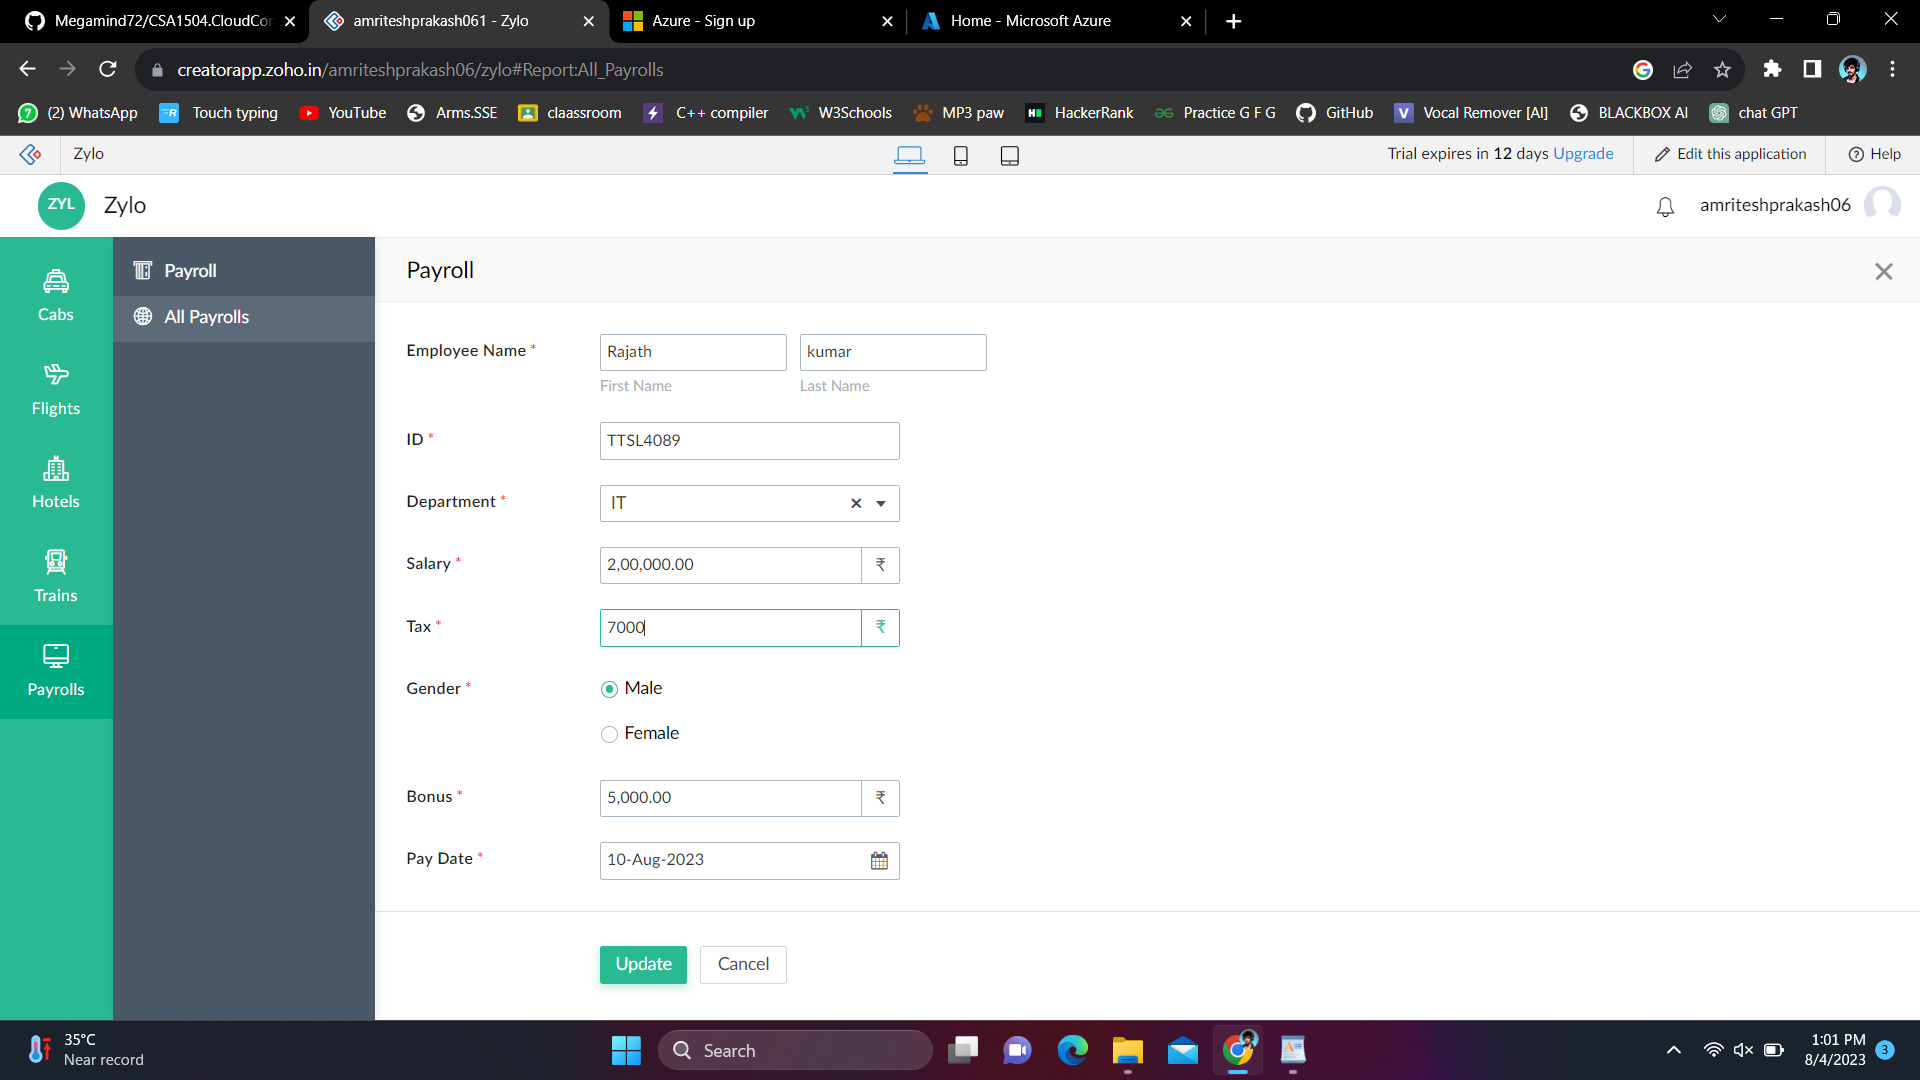 Megamind72/CSA1504.CloudCor
amriteshprakash061 - Zylo
Azure - Sign up
Home - Microsoft Azure
creatorapp.zoho.in/amriteshprakash06/zylo#Report:All_Payrolls
(2) WhatsApp
Touch typing
YouTube
Arms.SSE
claassroom
C++ compiler
W3Schools
MP3 paw
HackerRank
Practice G F G
GitHub
Vocal Remover [AI]
BLACKBOX AI
chat GPT
Zylo
Trial expires in 12 days Upgrade
Edit this application
Help
ZYL
Zylo
amriteshprakash06
Cabs
Flights
Hotels
Trains
Payrolls
Payroll
All Payrolls
Payroll
Employee Name *
Rajath
kumar
First Name
Last Name
ID *
TTSL4089
Department *
IT
Salary *
2,00,000.00
₹
Tax *
7000
₹
Gender *
Male
Female
Bonus *
5,000.00
₹
Pay Date *
10-Aug-2023
Update
Cancel
35°C
Near record
Search
1:01 PM
8/4/2023
3